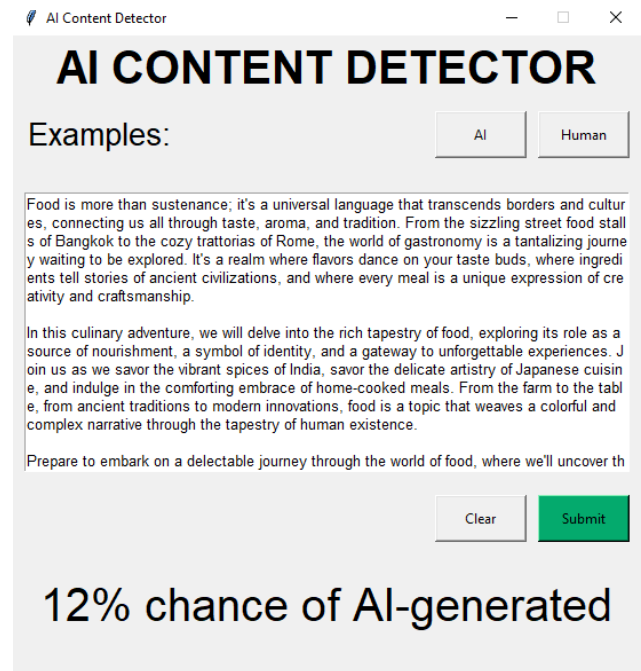 AI Content Detector
AI CONTENT DETECTOR
Examples:
AI
Human
Food is more than sustenance; it's a universal language that transcends borders and cultur
es, connecting us all through taste, aroma, and tradition. From the sizzling street food stall
s of Bangkok to the cozy trattorias of Rome, the world of gastronomy is a tantalizing journe
y waiting to be explored. It's a realm where flavors dance on your taste buds, where ingredi
ents tell stories of ancient civilizations, and where every meal is a unique expression of cre
ativity and craftsmanship.
In this culinary adventure, we will delve into the rich tapestry of food, exploring its role as a
source of nourishment, a symbol of identity, and a gateway to unforgettable experiences. J
oin us as we savor the vibrant spices of India, savor the delicate artistry of Japanese cuisin
e, and indulge in the comforting embrace of home-cooked meals. From the farm to the tabl
e, from ancient traditions to modern innovations, food is a topic that weaves a colorful and
complex narrative through the tapestry of human existence.
Prepare to embark on a delectable journey through the world of food, where we'll uncover th
Clear
Submit
12% chance of AI-generated